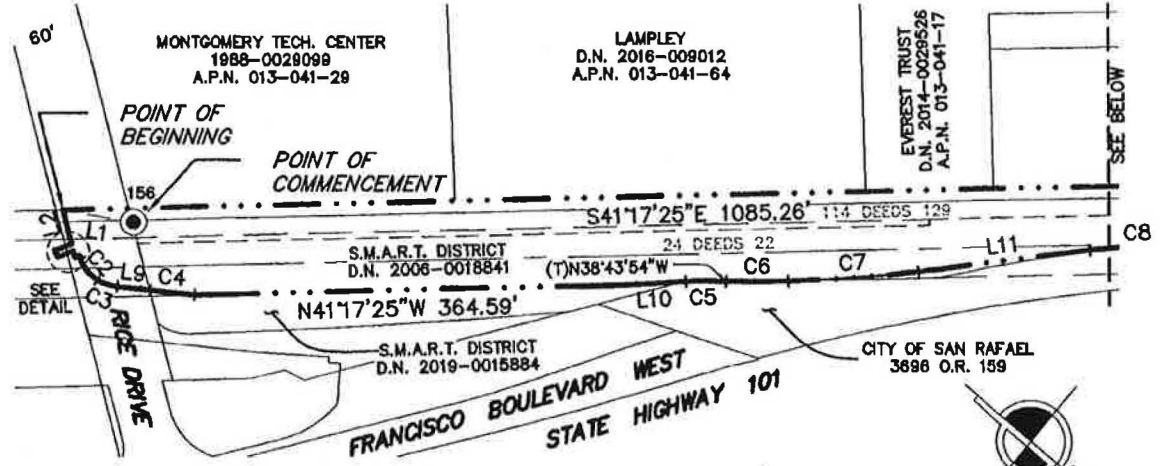 60'
MONTGOMERY TECH. CENTER
1988-0029099
A.P.N. 013-041-29
LAMPLEY
D.N. 2016-009012
A.P.N. 013-041-64
EVEREST TRUST
D.N. 2014-0029526
A.P.N. 013-041-17
SEE BELOW
POINT OF
BEGINNING
POINT OF
COMMENCEMENT
156
S41°17'25"E 1085.26'
114 DEEDS 129
L1
S.M.A.R.T. DISTRICT
D.N. 2006-0018841
24 DEEDS 22
(T)N38°43'54"W
C2
L9
C4
C3
C6
C7
L11
C8
SEE
DETAIL
N41°17'25"W 364.59'
L10
C5
RICE DRIVE
S.M.A.R.T. DISTRICT
D.N. 2019-0015884
CITY OF SAN RAFAEL
3698 O.R. 159
FRANCISCO BOULEVARD WEST
STATE HIGHWAY 101